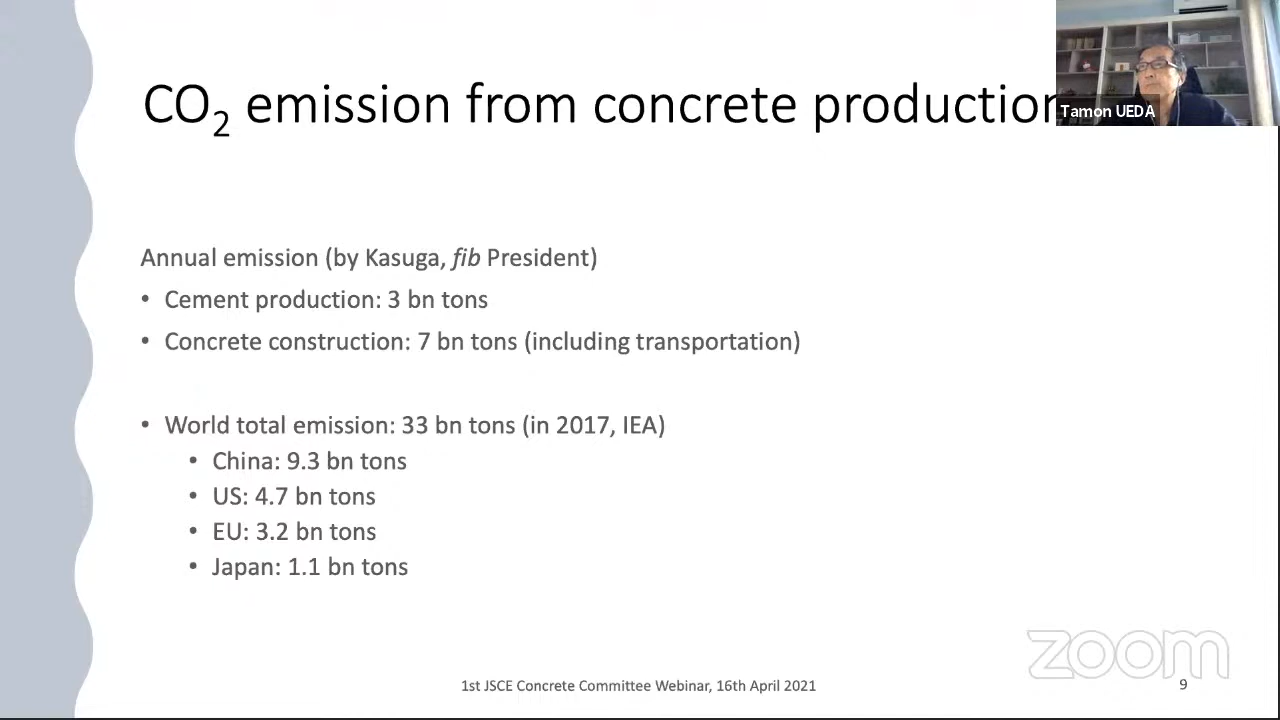 CO₂ emission from concrete production
Tamon UEDA
Annual emission (by Kasuga, fib President)
• Cement production: 3 bn tons
• Concrete construction: 7 bn tons (including transportation)
• World total emission: 33 bn tons (in 2017, IEA)
• China: 9.3 bn tons
• US: 4.7 bn tons
• EU: 3.2 bn tons
• Japan: 1.1 bn tons
zoom
1st JSCE Concrete Committee Webinar, 16th April 2021
9